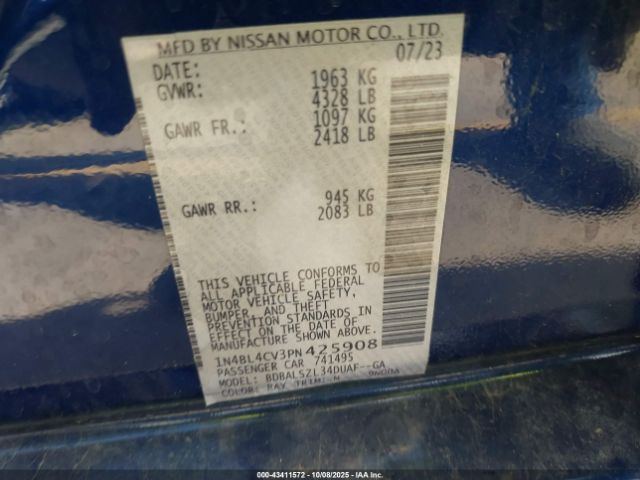 MFD BY NISSAN MOTOR CO., LTD.
DATE: 07/23
GVWR: 1963 KG
4328 LB
GAWR FR.: 1097 KG
2418 LB
GAWR RR.: 945 KG
2083 LB
THIS VEHICLE CONFORMS TO
ALL APPLICABLE FEDERAL
MOTOR VEHICLE SAFETY,
BUMPER, AND THEFT
PREVENTION STANDARDS IN
EFFECT ON THE DATE OF
MANUFACTURE SHOWN ABOVE.
1N4BL4CV3PN425908
PASSENGER CAR 741495
MODEL: BDBALSZL34DUAF--GA
COLOR: RAY TRIM:
000-43411572 - 10/08/2025 - IAA Inc.